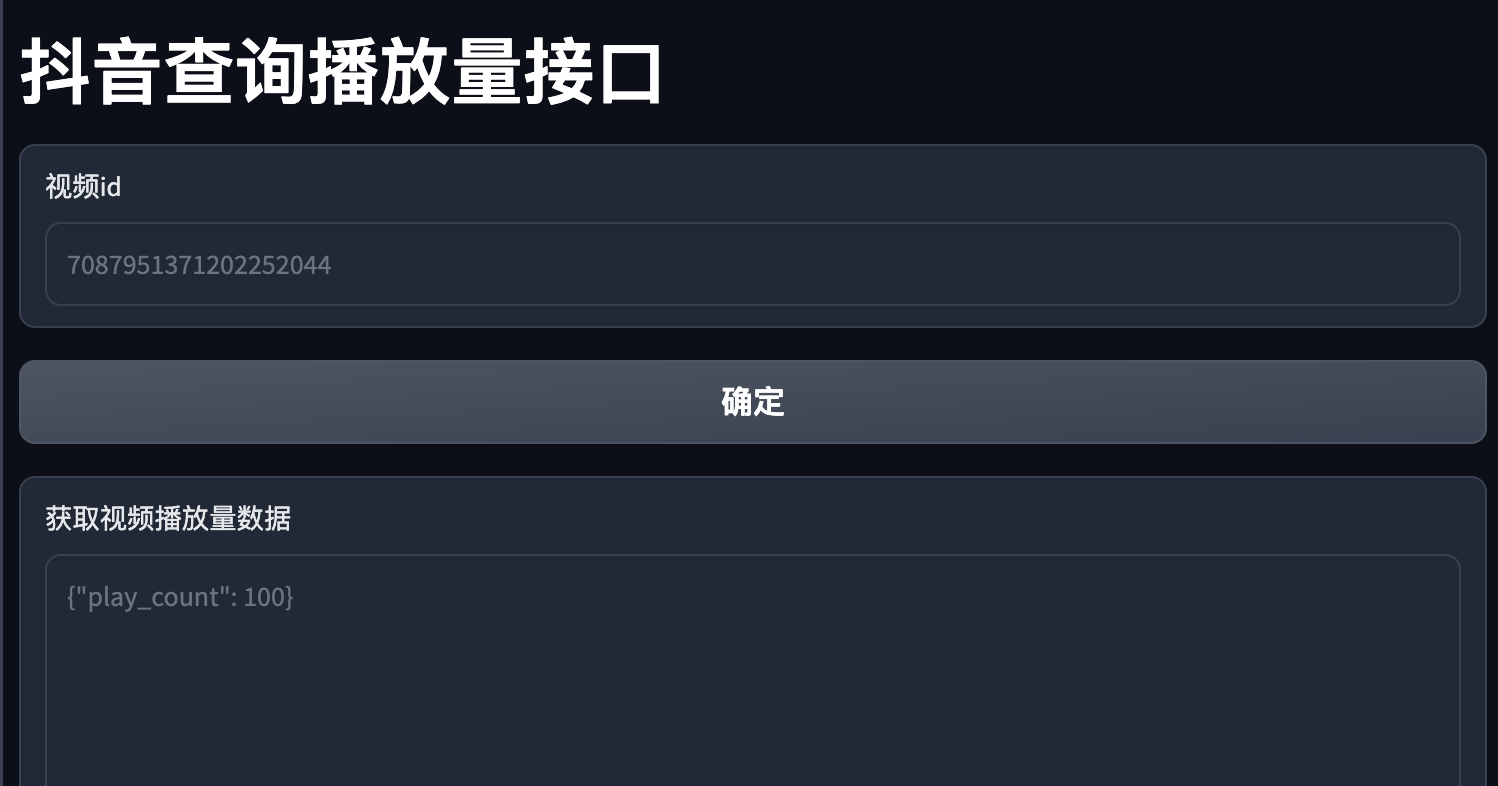 抖音查询播放量接口
视频id
7087951371202252044
确定
获取视频播放量数据
{"play_count": 100}